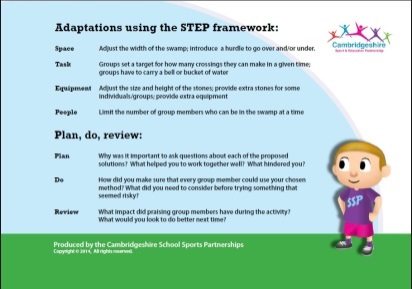 Adaptations using the STEP framework:
Cambridgeshire
Sport & Education Partnership
Space Adjust the width of the swamp; introduce a hurdle to go over and/or under.
Task Groups set a target for how many crossings they can make in a given time;
groups have to carry a bell or bucket of water
Equipment Adjust the size and height of the stones; provide extra stones for some
individuals/groups; provide extra equipment
People Limit the number of group members who can be in the swamp at a time
Plan, do, review:
Plan Why was it important to ask questions about each of the proposed
solutions? What helped you to work together well? What hindered you?
Do How did you make sure that every group member could use your chosen
method? What did you need to consider before trying something that
seemed risky?
Review What impact did praising group members have during the activity?
What would you look to do better next time?
SSP
Produced by the Cambridgeshire School Sports Partnerships
Copyright © 2014, All rights reserved.